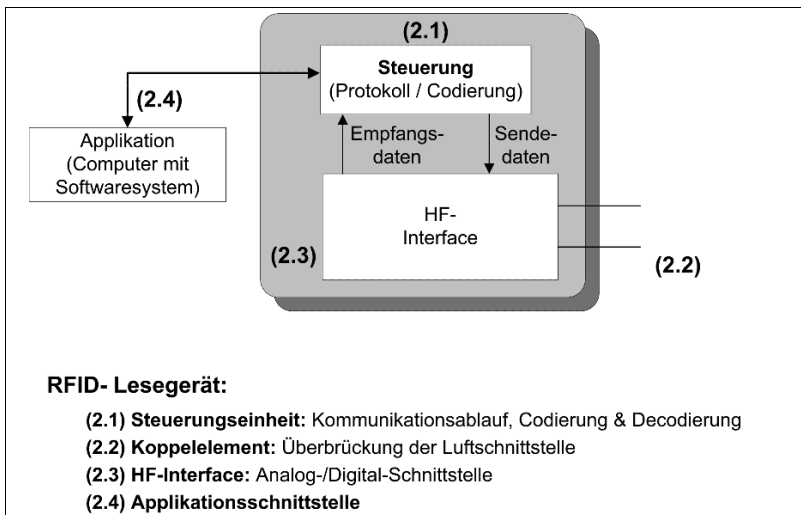 (2.1)
Steuerung
(Protokoll / Codierung)
(2.4)
Applikation
(Computer mit
Softwaresystem)
Empfangs-
daten
Sende-
daten
HF-
Interface
(2.3)
(2.2)
RFID- Lesegerät:
(2.1) Steuerungseinheit: Kommunikationsablauf, Codierung & Decodierung
(2.2) Koppelelement: Überbrückung der Luftschnittstelle
(2.3) HF-Interface: Analog-/Digital-Schnittstelle
(2.4) Applikationsschnittstelle